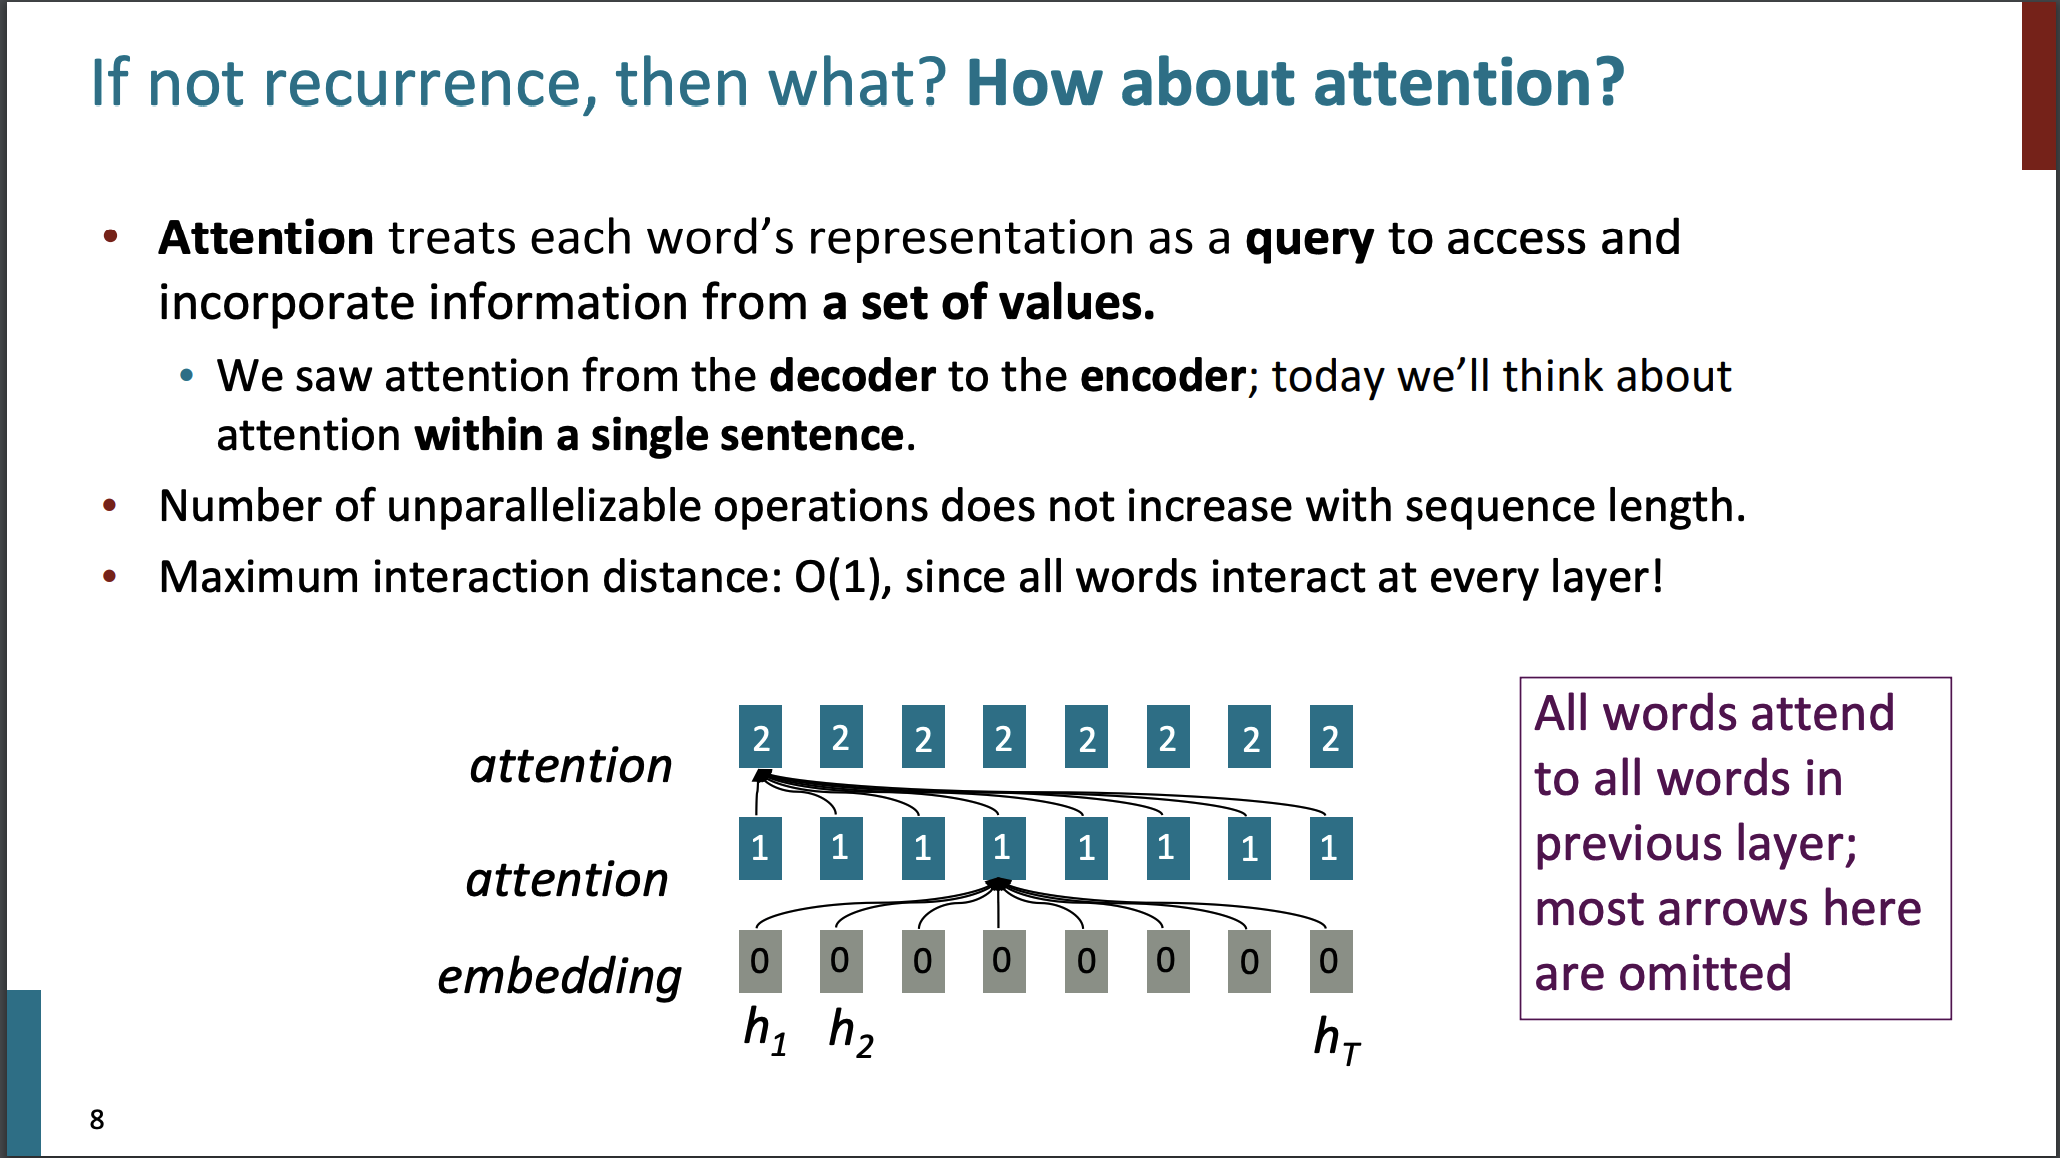 If not recurrence, then what? How about attention?
• Attention treats each word’s representation as a query to access and
incorporate information from a set of values.
• We saw attention from the decoder to the encoder; today we’ll think about
attention within a single sentence.
• Number of unparallelizable operations does not increase with sequence length.
• Maximum interaction distance: O(1), since all words interact at every layer!
attention 2 2 2 2 2 2 2 2
attention 1 1 1 1 1 1 1 1
embedding 0 0 0 0 0 0 0 0
h1 h2 hT
All words attend
to all words in
previous layer;
most arrows here
are omitted
8